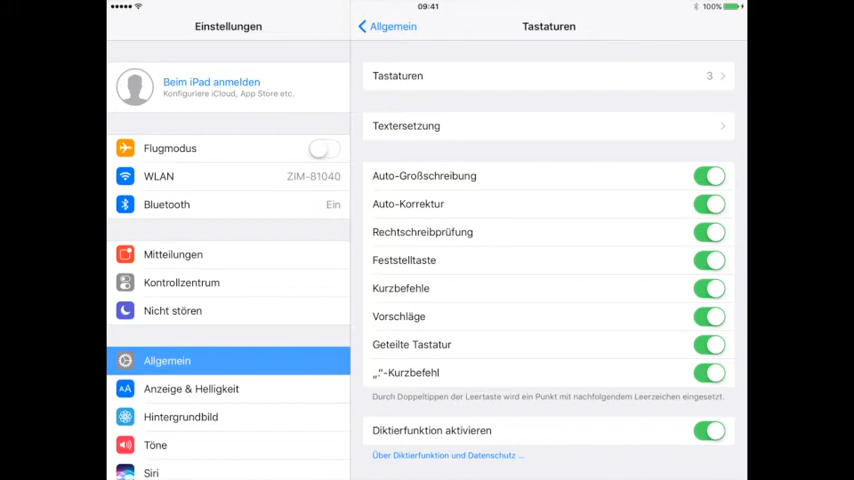 09:41
100%
Einstellungen
Beim iPad anmelden
Konfiguriere iCloud, App Store etc.
Flugmodus
WLAN ZIM-81040
Bluetooth Ein
Mitteilungen
Kontrollzentrum
Nicht stören
Allgemein
AA Anzeige & Helligkeit
Hintergrundbild
Töne
Siri
Allgemein
Tastaturen
Tastaturen 3
Textersetzung
Auto-Großschreibung
Auto-Korrektur
Rechtschreibprüfung
Feststelltaste
Kurzbefehle
Vorschläge
Geteilte Tastatur
„.“-Kurzbefehl
Durch Doppeltippen der Leertaste wird ein Punkt mit nachfolgendem Leerzeichen eingesetzt.
Diktierfunktion aktivieren
Über Diktierfunktion und Datenschutz ...